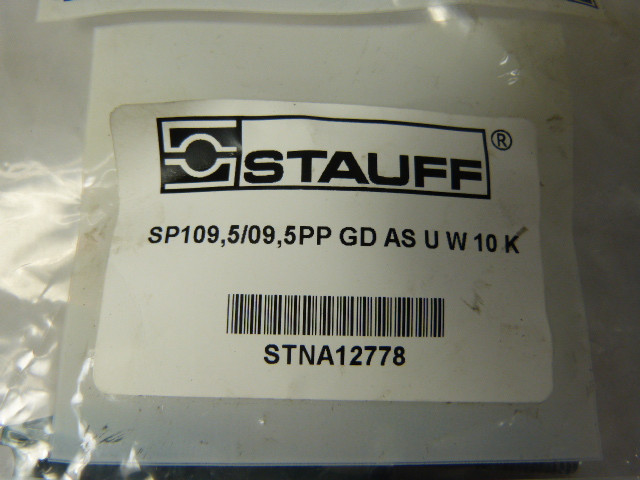 STAUFF®
SP109,5/09,5PP GD AS U W 10 K
STNA12778